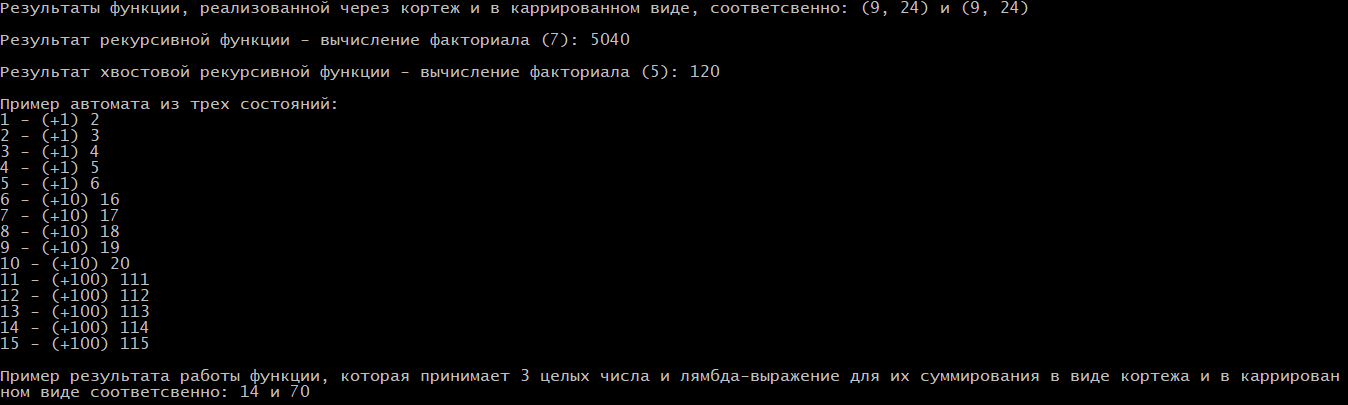 Результаты функции, реализованной через кортеж и в каррированном виде, соответсвенно: (9, 24) и (9, 24)
Результат рекурсивной функции - вычисление факториала (7): 5040
Результат хвостовой рекурсивной функции - вычисление факториала (5): 120
Пример автомата из трех состояний:
1 - (+1) 2
2 - (+1) 3
3 - (+1) 4
4 - (+1) 5
5 - (+1) 6
6 - (+10) 16
7 - (+10) 17
8 - (+10) 18
9 - (+10) 19
10 - (+10) 20
11 - (+100) 111
12 - (+100) 112
13 - (+100) 113
14 - (+100) 114
15 - (+100) 115
Пример результата работы функции, которая принимает 3 целых числа и лямбда-выражение для их суммирования в виде кортежа и в каррирован
ном виде соответсвенно: 14 и 70